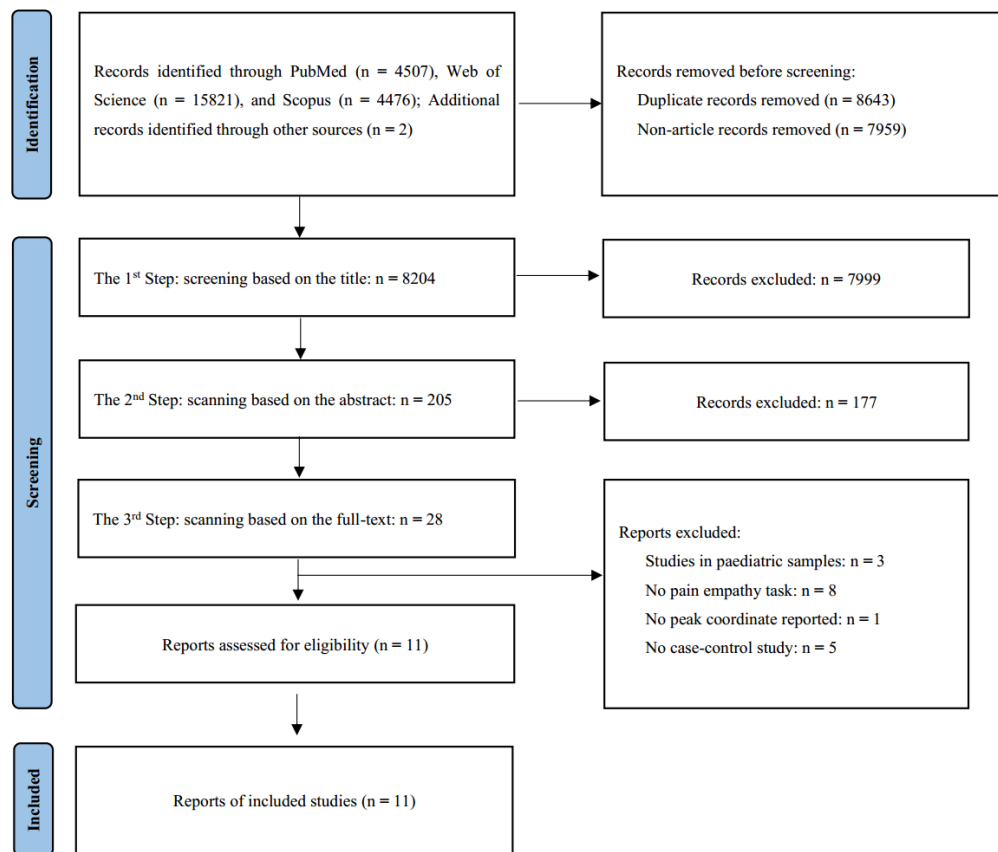 Identification
Records identified through PubMed (n = 4507), Web of
Science (n = 15821), and Scopus (n = 4476); Additional
records identified through other sources (n = 2)
Records removed before screening:
Duplicate records removed (n = 8643)
Non-article records removed (n = 7959)
Screening
The 1st Step: screening based on the title: n = 8204
Records excluded: n = 7999
The 2nd Step: scanning based on the abstract: n = 205
Records excluded: n = 177
The 3rd Step: scanning based on the full-text: n = 28
Reports excluded:
Studies in paediatric samples: n = 3
No pain empathy task: n = 8
No peak coordinate reported: n = 1
No case-control study: n = 5
Reports assessed for eligibility (n = 11)
Included
Reports of included studies (n = 11)